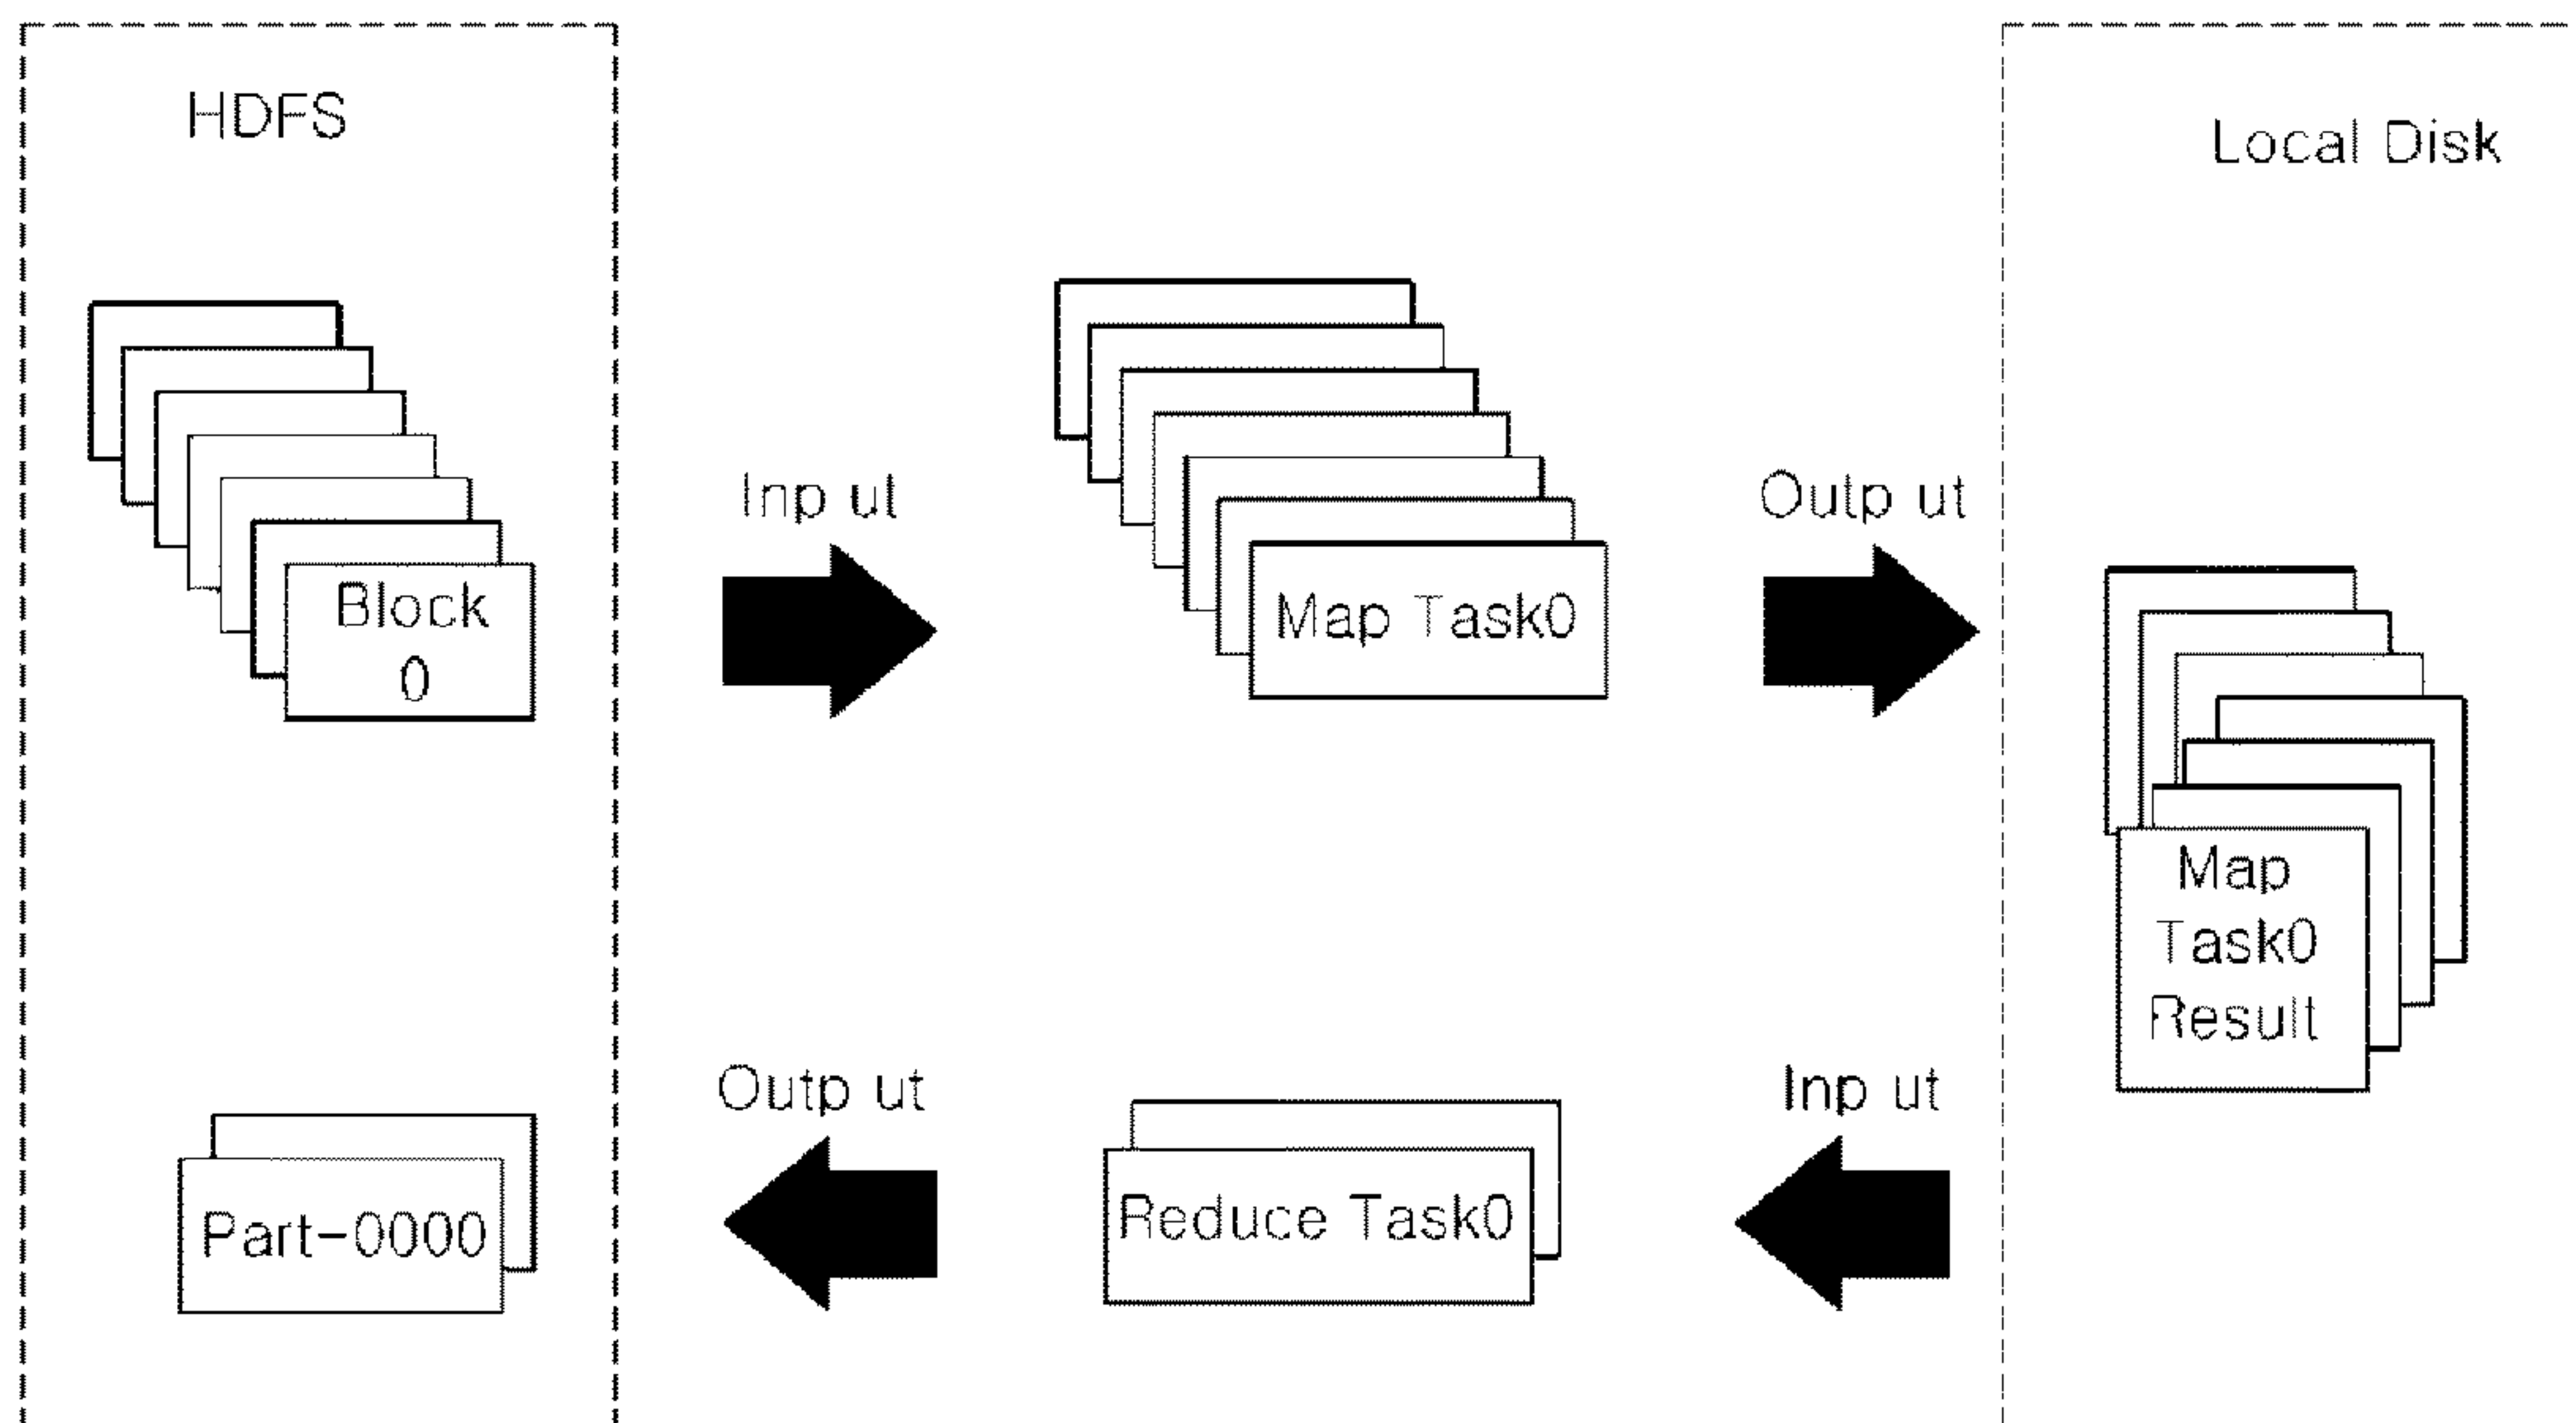 HDFS
Local Disk
Inp ut
Outp ut
Block
0
Map Task0
Map
Task0
Result
Outp ut
Inp ut
Part-0000
Reduce Task0